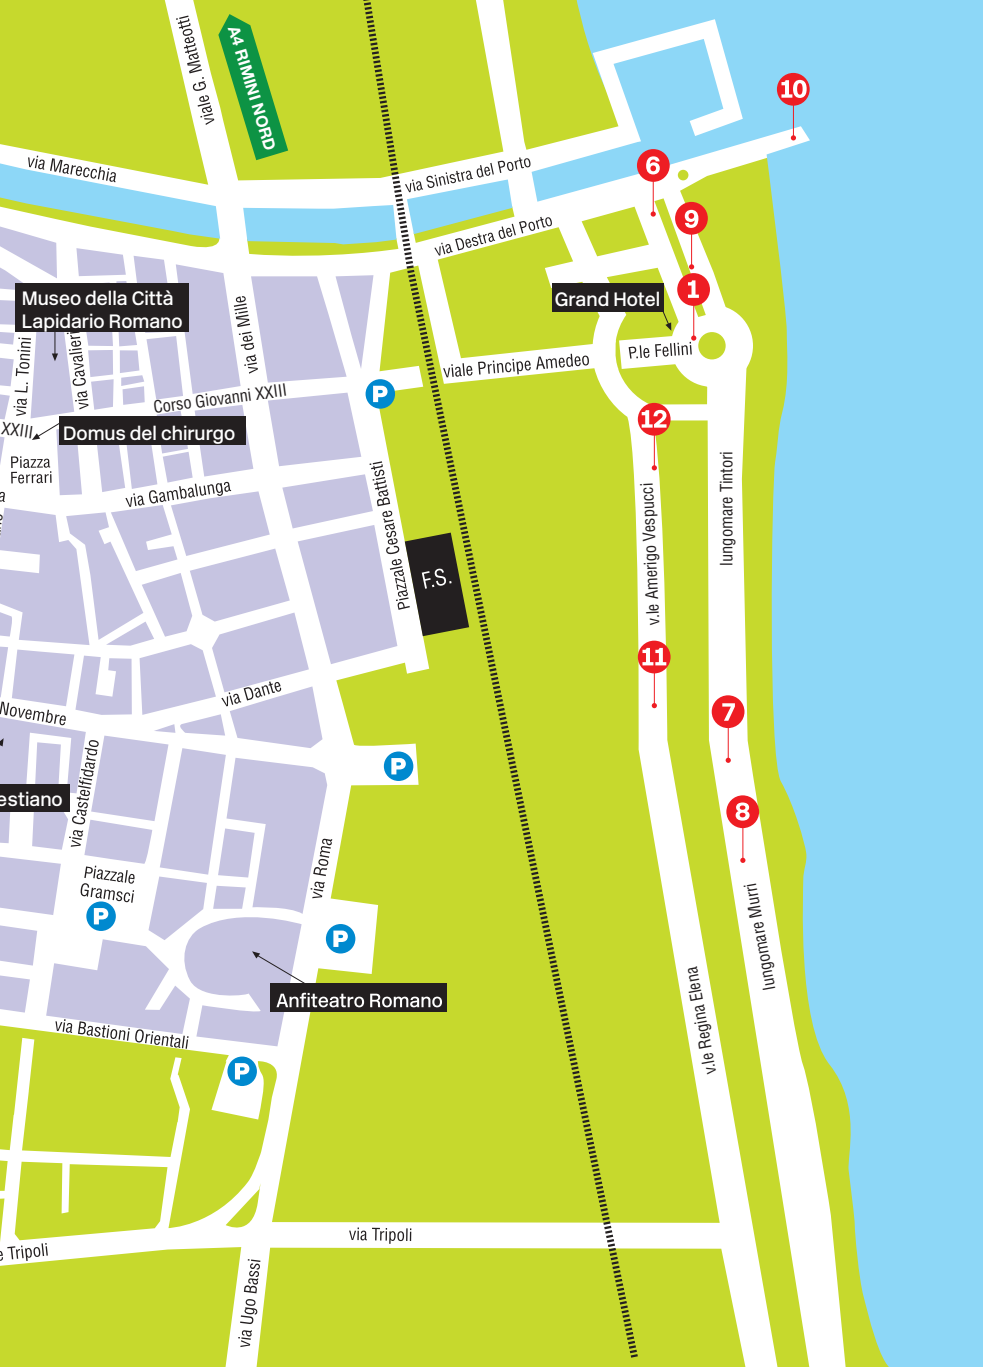 viale G. Matteotti
A4 RIMINI NORD
10
via Marecchia
via Sinistra del Porto
6
9
via Destra del Porto
1
Grand Hotel
Museo della Città
Lapidario Romano
via dei Mille
via L. Tonini
via Cavalieri
P.le Fellini
viale Principe Amedeo
Corso Giovanni XXIII
P
XXIII
Domus del chirurgo
12
Piazza
Ferrari
via Gambalunga
Piazzale Cesare Battisti
F.S.
v.le Amerigo Vespucci
lungomare Tintori
11
via Dante
Novembre
7
P
via Castelfidardo
estiano
8
via Roma
Piazzale
Gramsci
P
P
lungomare Murri
Anfiteatro Romano
v.le Regina Elena
via Bastioni Orientali
P
via Tripoli
e Tripoli
via Ugo Bassi